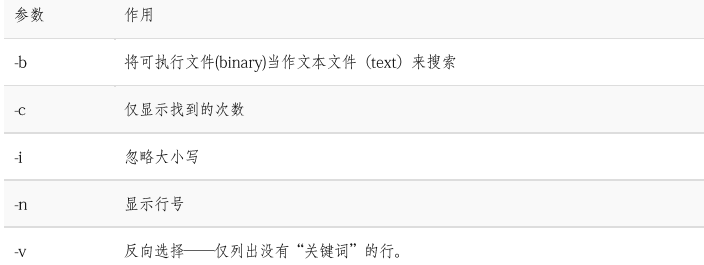 参数 作用
-b 将可执行文件(binary)当作文本文件（text）来搜索
-c 仅显示找到的次数
-i 忽略大小写
-n 显示行号
-v 反向选择——仅列出没有“关键词”的行。